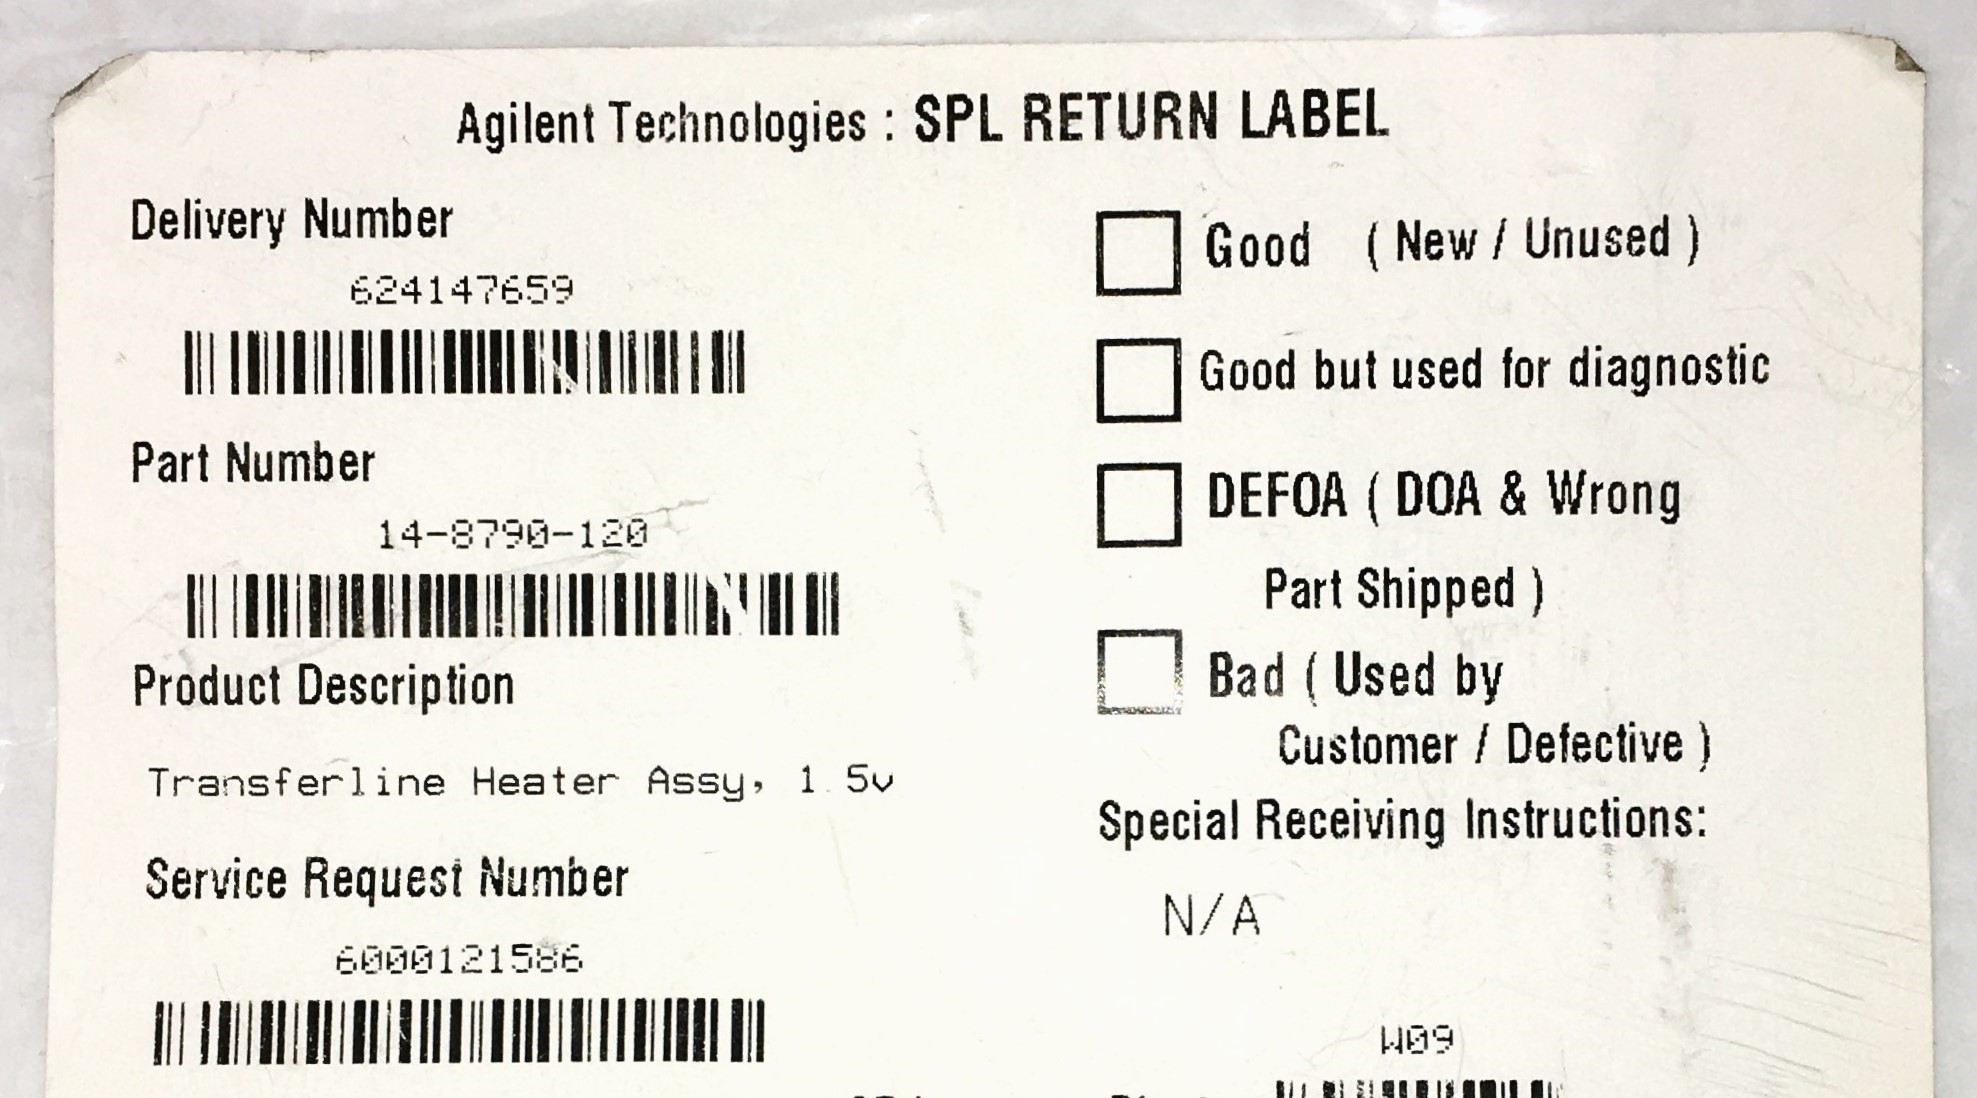 Agilent Technologies : SPL RETURN LABEL
Delivery Number
624147659
Part Number
14-8790-120
Product Description
Transferline Heater Assy, 1.5v
Service Request Number
6000121586
Good ( New / Unused )
Good but used for diagnostic
DEFOA ( DOA & Wrong
Part Shipped )
Bad ( Used by
Customer / Defective )
Special Receiving Instructions:
N/A
W09